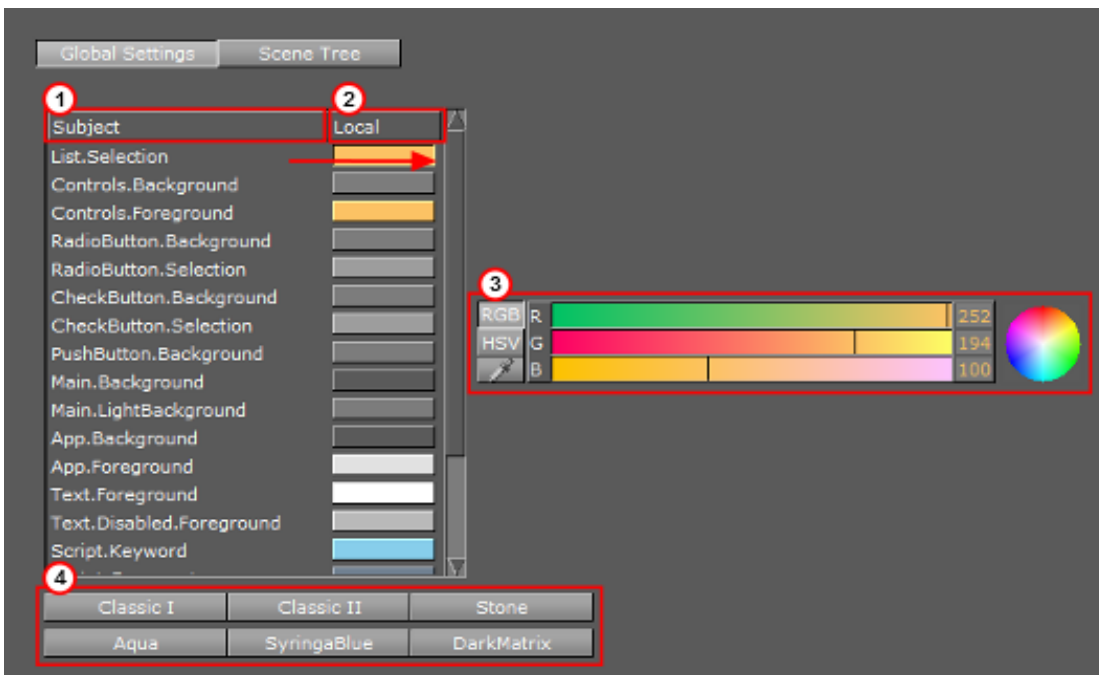 Global Settings Scene Tree
1 2
Subject Local
List.Selection
Controls.Background
Controls.Foreground
RadioButton.Background
RadioButton.Selection
CheckButton.Background
CheckButton.Selection
PushButton.Background
Main.Background
Main.LightBackground
App.Background
App.Foreground
Text.Foreground
Text.Disabled.Foreground
Script.Keyword
3
RGB R 252
HSV G 194
B 100
4
Classic I Classic II Stone
Aqua SyringaBlue DarkMatrix